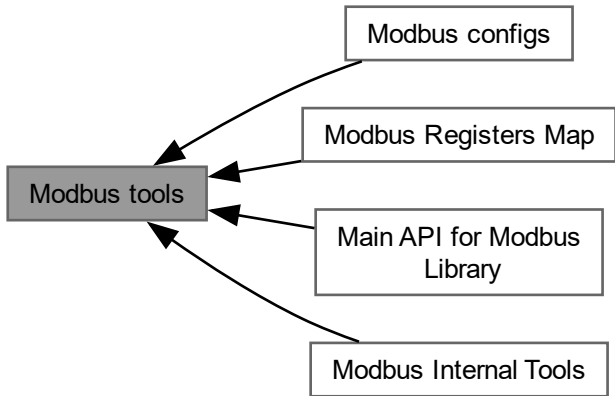 Modbus configs
Modbus Registers Map
Modbus tools
Main API for Modbus
Library
Modbus Internal Tools